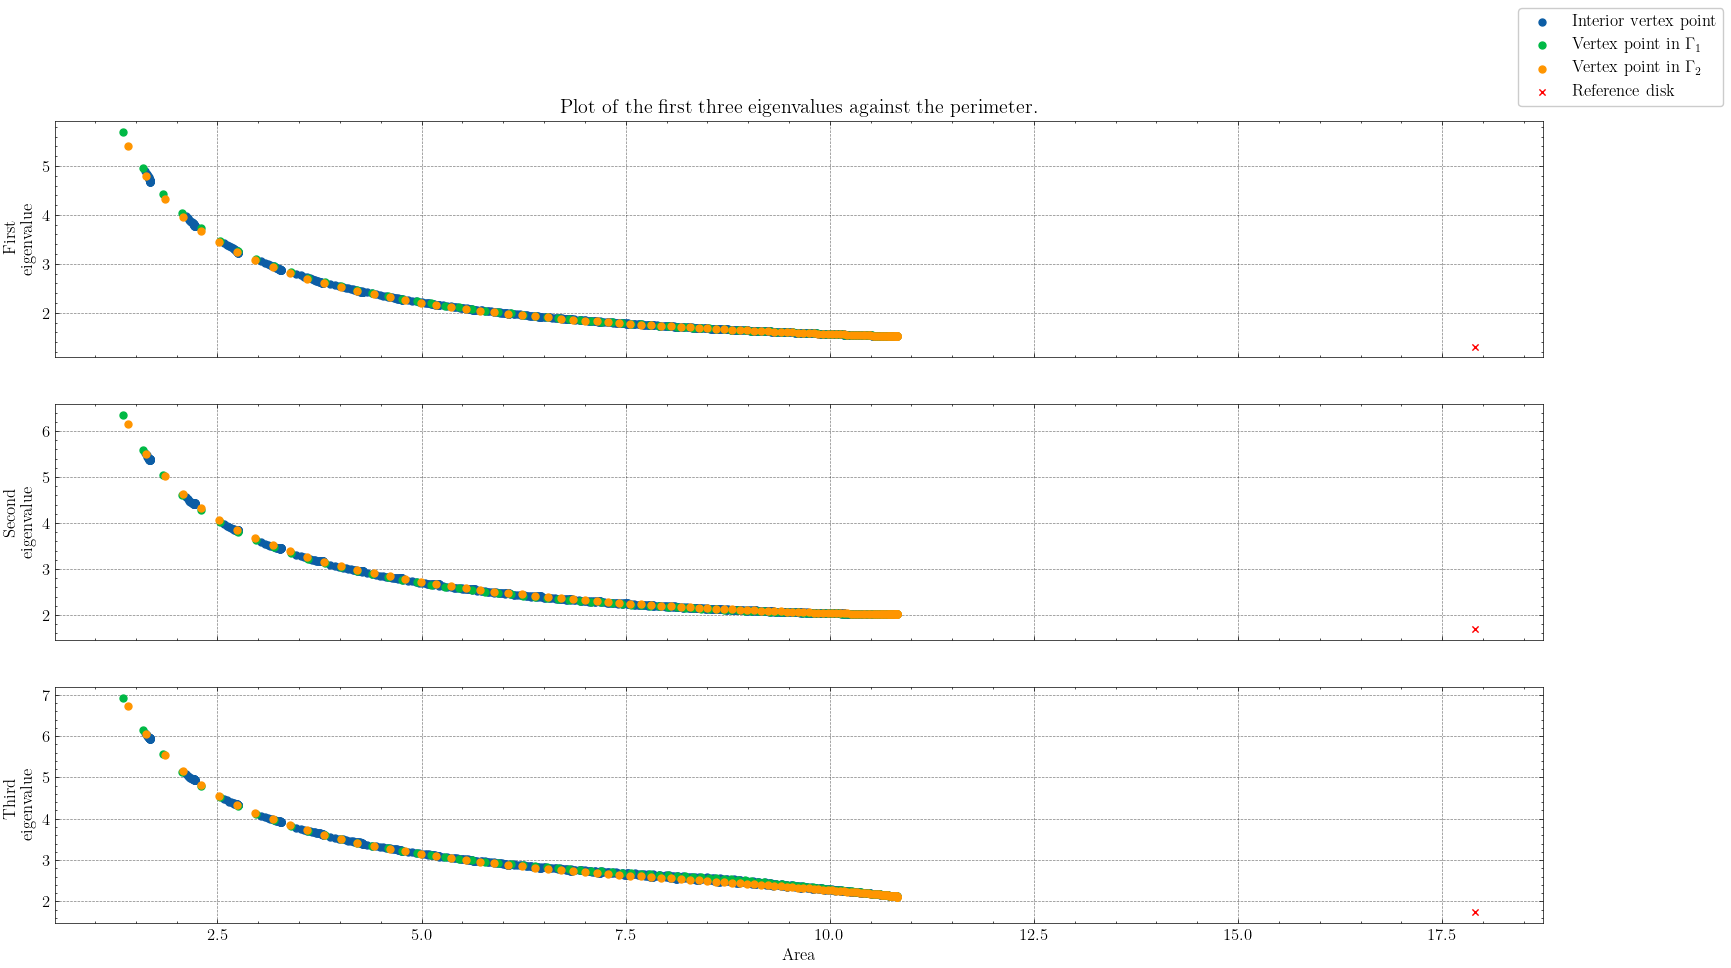 Interior vertex point
Vertex point in Γ₁
Vertex point in Γ₂
Reference disk
Plot of the first three eigenvalues against the perimeter.
First
eigenvalue
5
4
3
2
Second
eigenvalue
6
5
4
3
2
Third
eigenvalue
7
6
5
4
3
2
2.5 5.0 7.5 10.0 12.5 15.0 17.5
Area